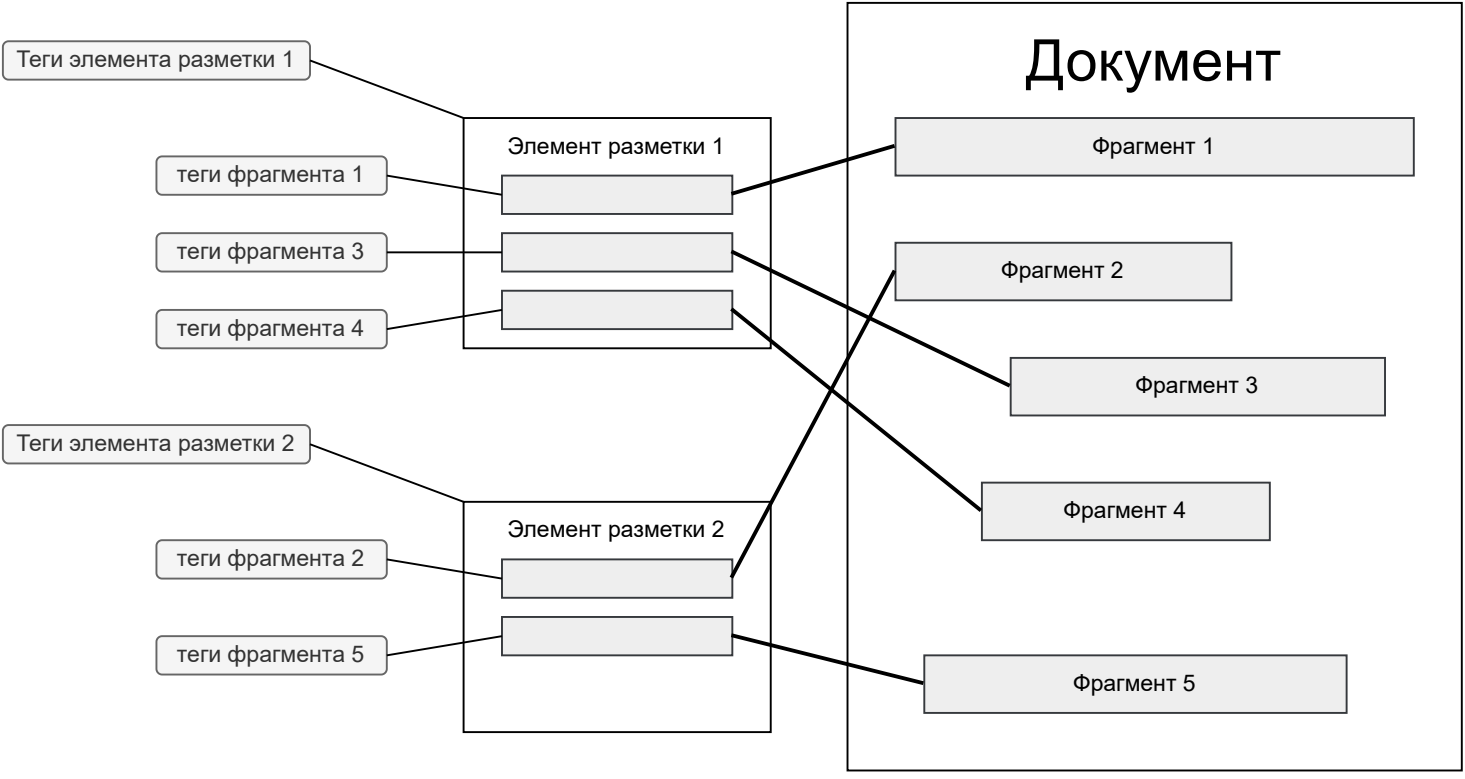 Документ
Теги элемента разметки 1
Элемент разметки 1
теги фрагмента 1
теги фрагмента 3
теги фрагмента 4
Теги элемента разметки 2
Элемент разметки 2
теги фрагмента 2
теги фрагмента 5
Фрагмент 1
Фрагмент 2
Фрагмент 3
Фрагмент 4
Фрагмент 5